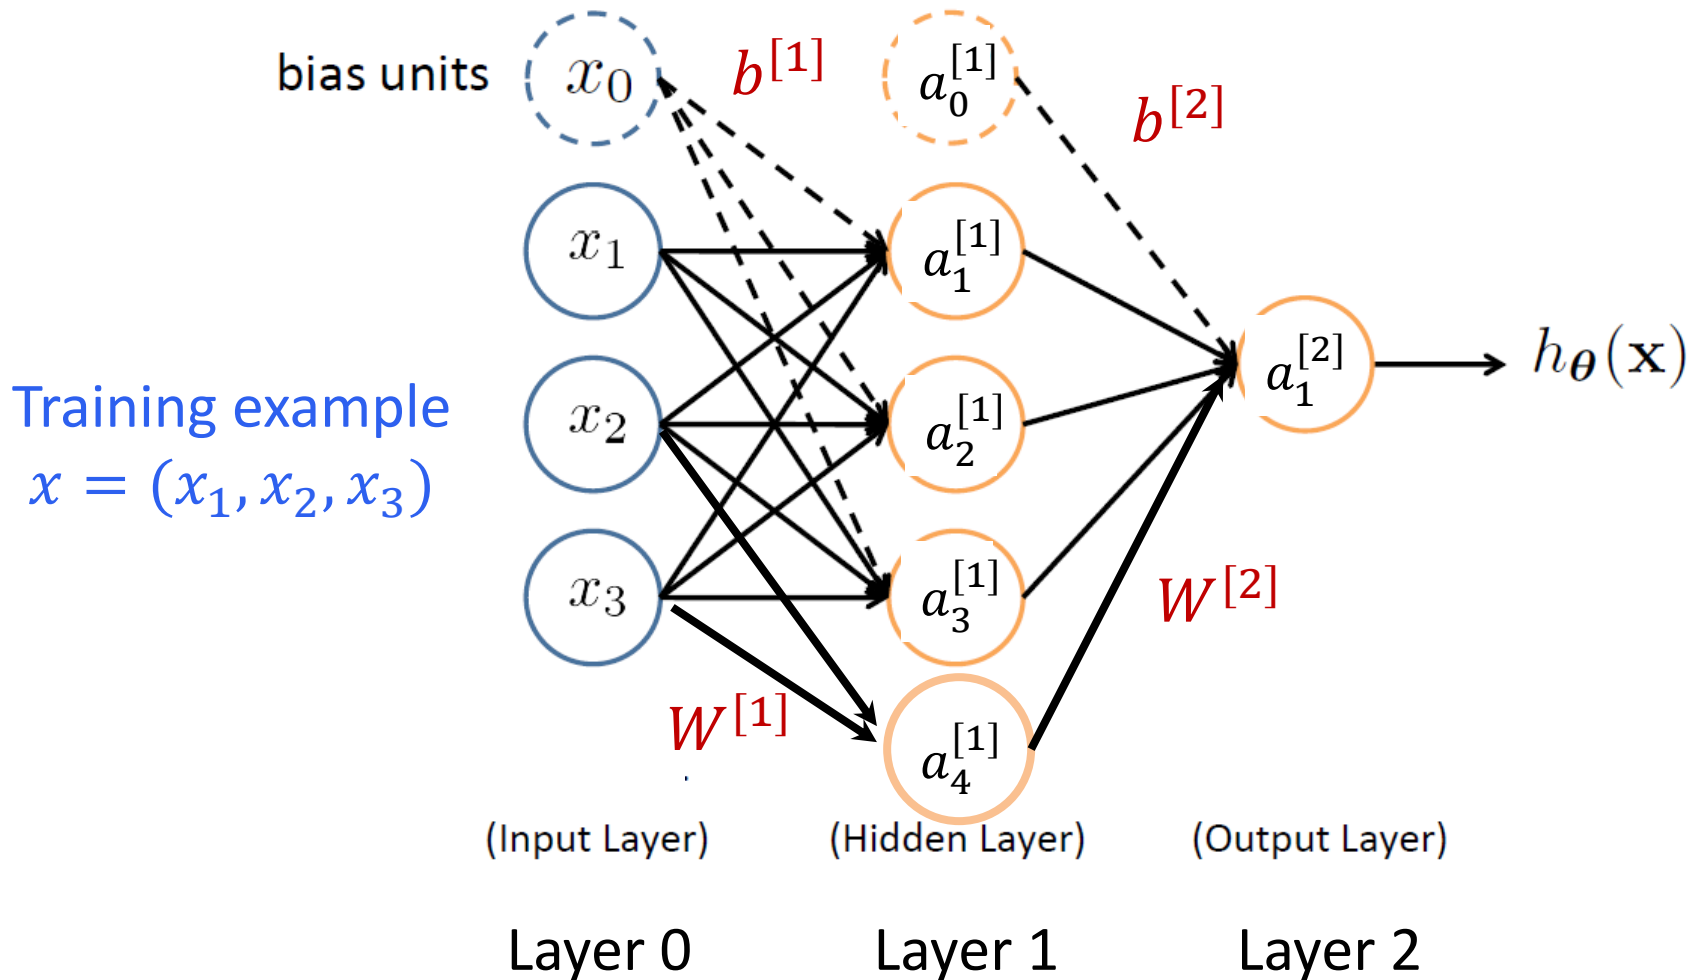 bias units
x₀
b^[1]
a₀^[1]
b^[2]
x₁
a₁^[1]
x₂
a₂^[1]
a₁^[2]
h_θ(x)
Training example
x = (x₁, x₂, x₃)
x₃
a₃^[1]
W^[2]
W^[1]
a₄^[1]
(Input Layer)
(Hidden Layer)
(Output Layer)
Layer 0
Layer 1
Layer 2